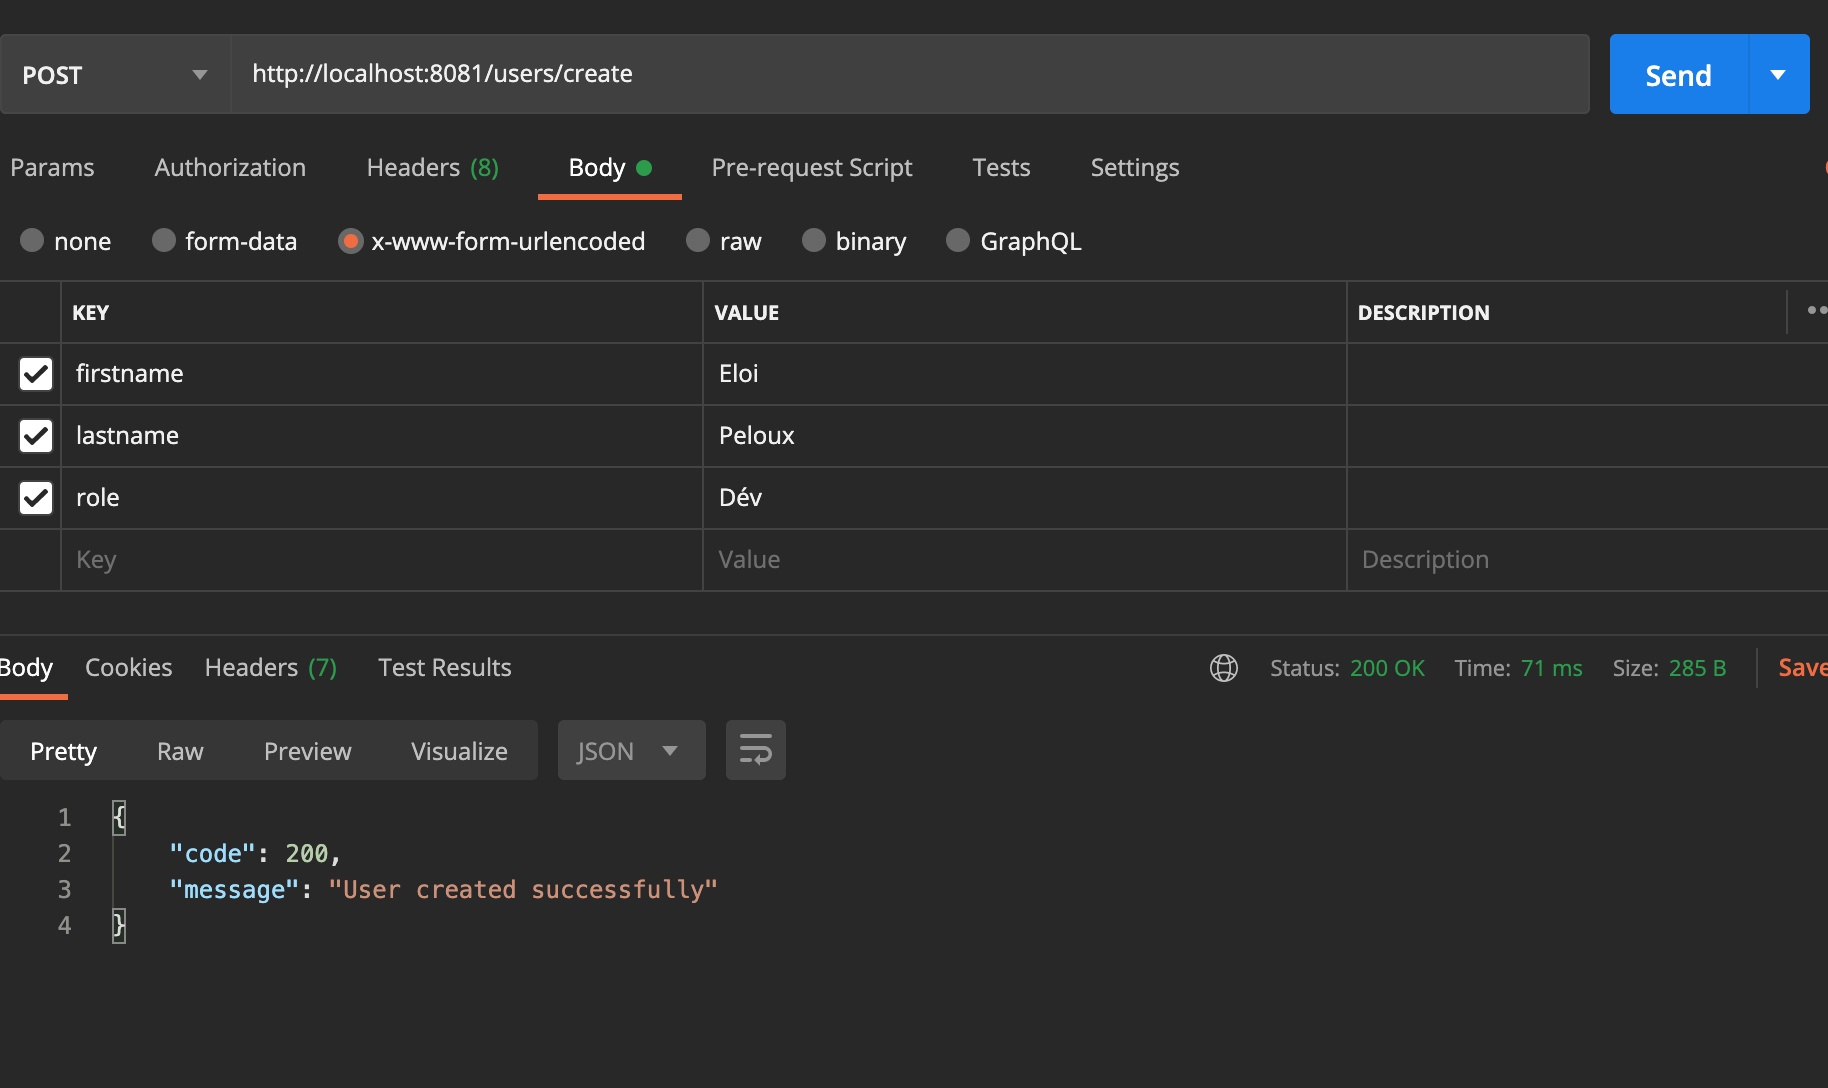 POST http://localhost:8081/users/create Send
Params Authorization Headers (8) Body Pre-request Script Tests Settings
none form-data x-www-form-urlencoded raw binary GraphQL
KEY VALUE DESCRIPTION
firstname Eloi
lastname Peloux
role Dév
Key Value Description
Body Cookies Headers (7) Test Results Status: 200 OK Time: 71 ms Size: 285 B Save
Pretty Raw Preview Visualize JSON
1 {
2 "code": 200,
3 "message": "User created successfully"
4 }